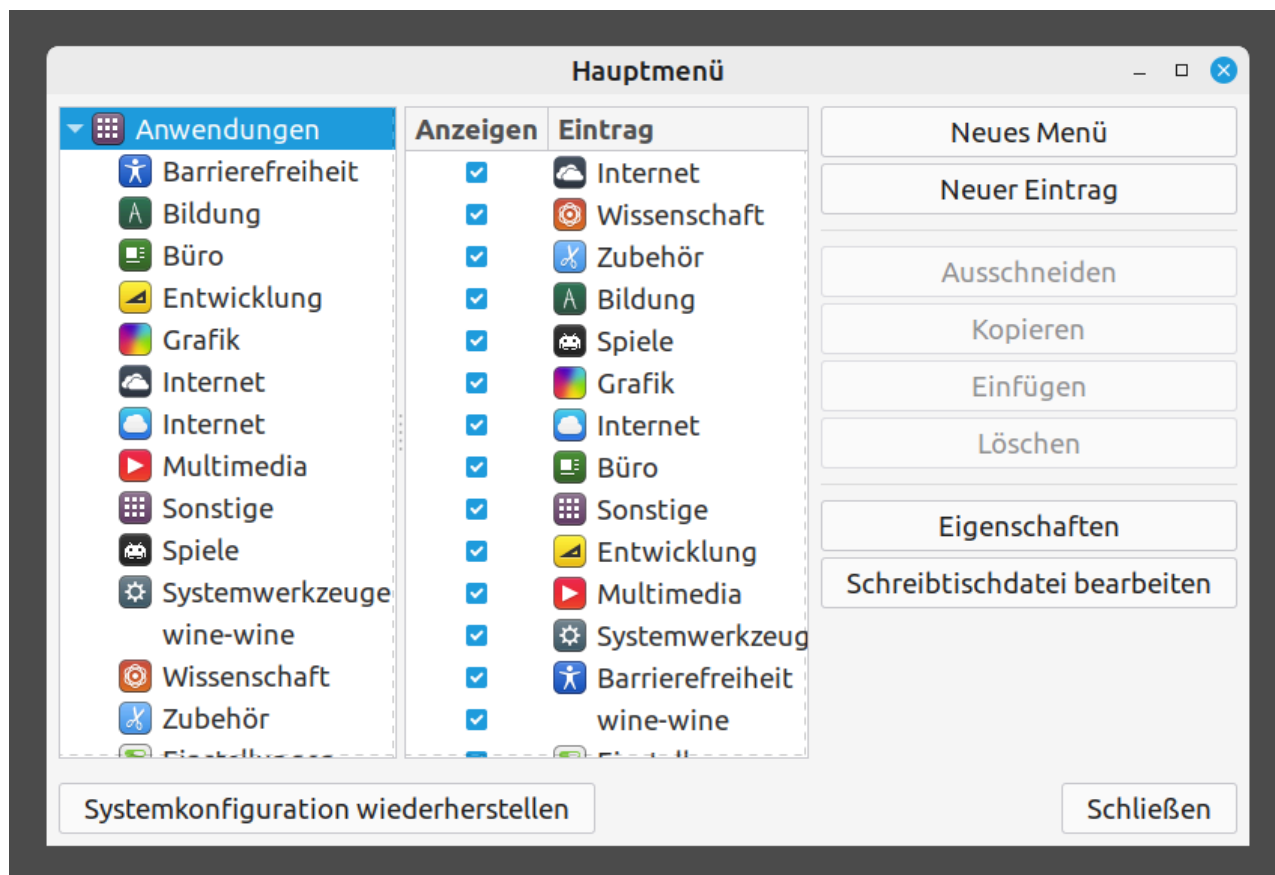 Hauptmenü
Anwendungen
Barrierefreiheit
Bildung
Büro
Entwicklung
Grafik
Internet
Internet
Multimedia
Sonstige
Spiele
Systemwerkzeuge
wine-wine
Wissenschaft
Zubehör
Anzeigen Eintrag
Internet
Wissenschaft
Zubehör
Bildung
Spiele
Grafik
Internet
Büro
Sonstige
Entwicklung
Multimedia
Systemwerkzeug
Barrierefreiheit
wine-wine
Neues Menü
Neuer Eintrag
Ausschneiden
Kopieren
Einfügen
Löschen
Eigenschaften
Schreibtischdatei bearbeiten
Systemkonfiguration wiederherstellen
Schließen